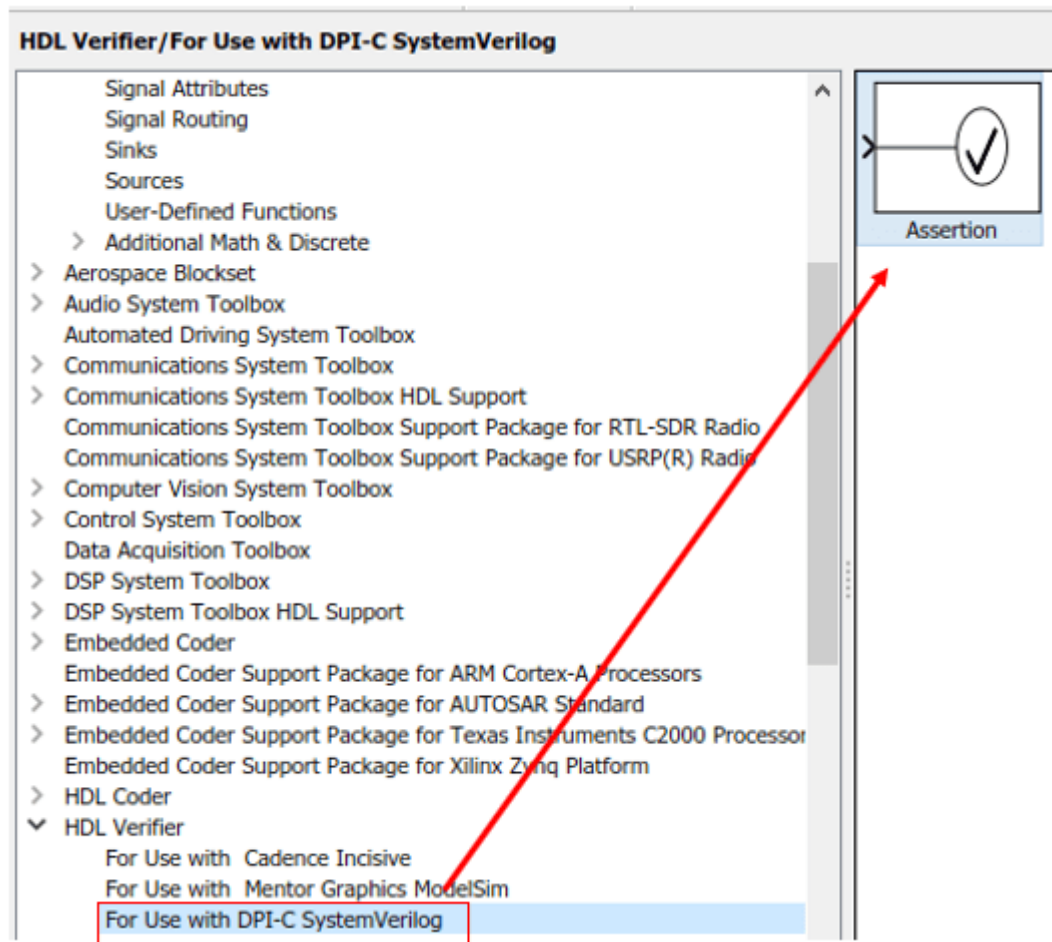 HDL Verifier/For Use with DPI-C SystemVerilog
Signal Attributes
Signal Routing
Sinks
Sources
User-Defined Functions
Additional Math & Discrete
Aerospace Blockset
Audio System Toolbox
Automated Driving System Toolbox
Communications System Toolbox
Communications System Toolbox HDL Support
Communications System Toolbox Support Package for RTL-SDR Radio
Communications System Toolbox Support Package for USRP(R) Radio
Computer Vision System Toolbox
Control System Toolbox
Data Acquisition Toolbox
DSP System Toolbox
DSP System Toolbox HDL Support
Embedded Coder
Embedded Coder Support Package for ARM Cortex-A Processors
Embedded Coder Support Package for AUTOSAR Standard
Embedded Coder Support Package for Texas Instruments C2000 Processor
Embedded Coder Support Package for Xilinx Zynq Platform
HDL Coder
HDL Verifier
For Use with Cadence Incisive
For Use with Mentor Graphics ModelSim
For Use with DPI-C SystemVerilog
Assertion